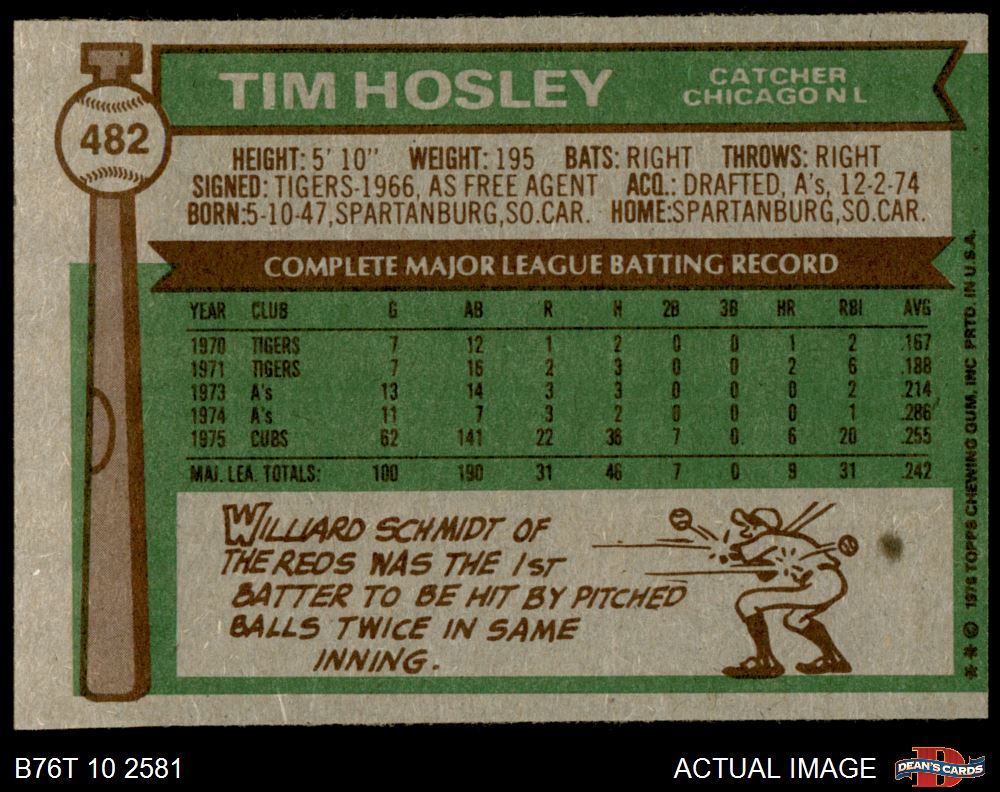 482
TIM HOSLEY
CATCHER
CHICAGO N L
HEIGHT: 5' 10" WEIGHT: 195 BATS: RIGHT THROWS: RIGHT
SIGNED: TIGERS-1966, AS FREE AGENT ACQ.: DRAFTED, A's, 12-2-74
BORN:5-10-47,SPARTANBURG,SO.CAR. HOME:SPARTANBURG,SO.CAR.
COMPLETE MAJOR LEAGUE BATTING RECORD
YEAR CLUB G AB R H 2B 3B HR RBI AVG
1970 TIGERS 7 12 1 2 0 0 1 2 .167
1971 TIGERS 7 16 2 3 0 0 2 6 .188
1973 A's 13 14 3 3 0 0 0 2 .214
1974 A's 11 7 3 2 0 0 0 1 .286
1975 CUBS 62 141 22 36 7 0 6 20 .255
MAJ. LEA. TOTALS: 100 190 31 46 7 0 9 31 .242
WILLIARD SCHMIDT OF
THE REDS WAS THE 1ST
BATTER TO BE HIT BY PITCHED
BALLS TWICE IN SAME
INNING.
* * © 1976 TOPPS CHEWING GUM, INC PRTD. IN U.S.A.
B76T 10 2581
ACTUAL IMAGE
D
DEAN'S CARDS